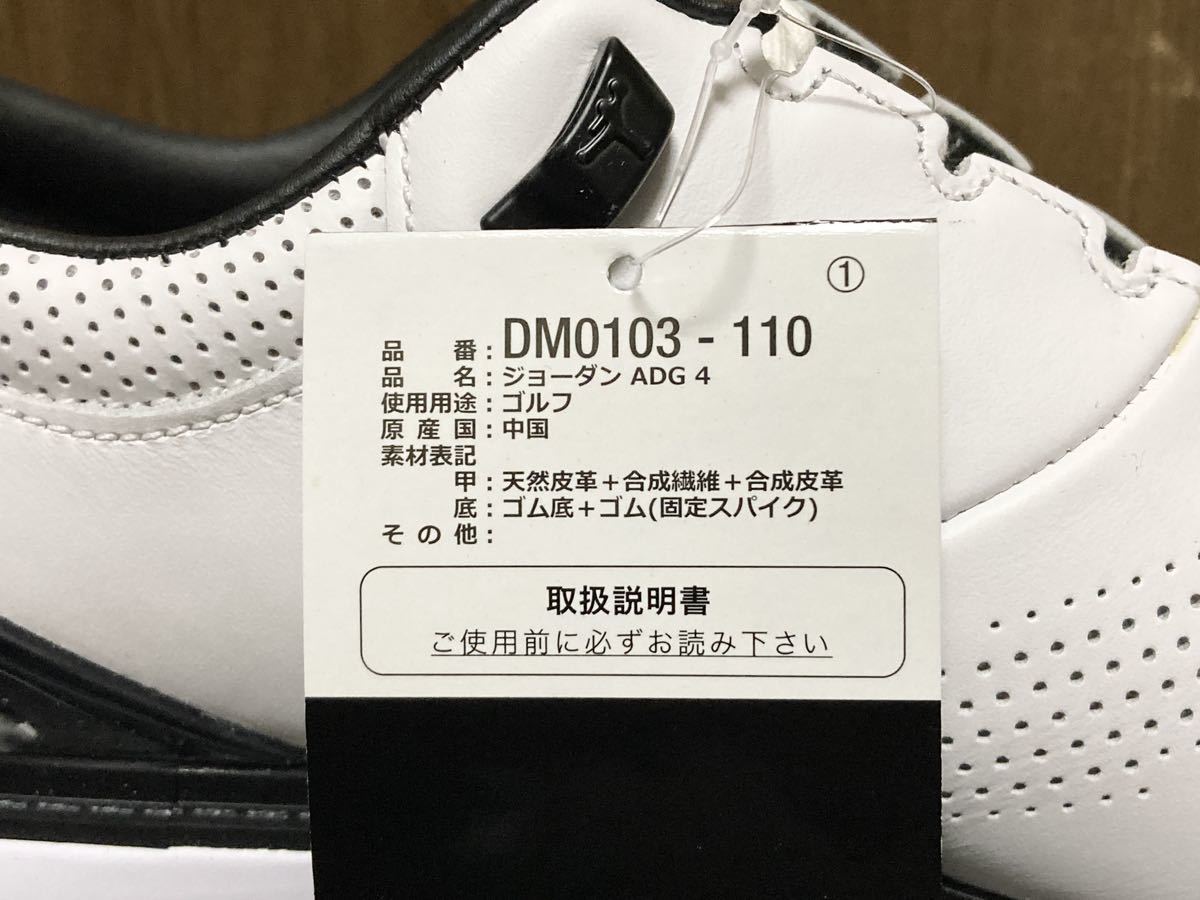 ①
品番：DM0103 - 110
品名：ジョーダン ADG 4
使用用途：ゴルフ
原産国：中国
素材表記
甲：天然皮革＋合成繊維＋合成皮革
底：ゴム底＋ゴム(固定スパイク)
その他：
取扱説明書
ご使用前に必ずお読み下さい